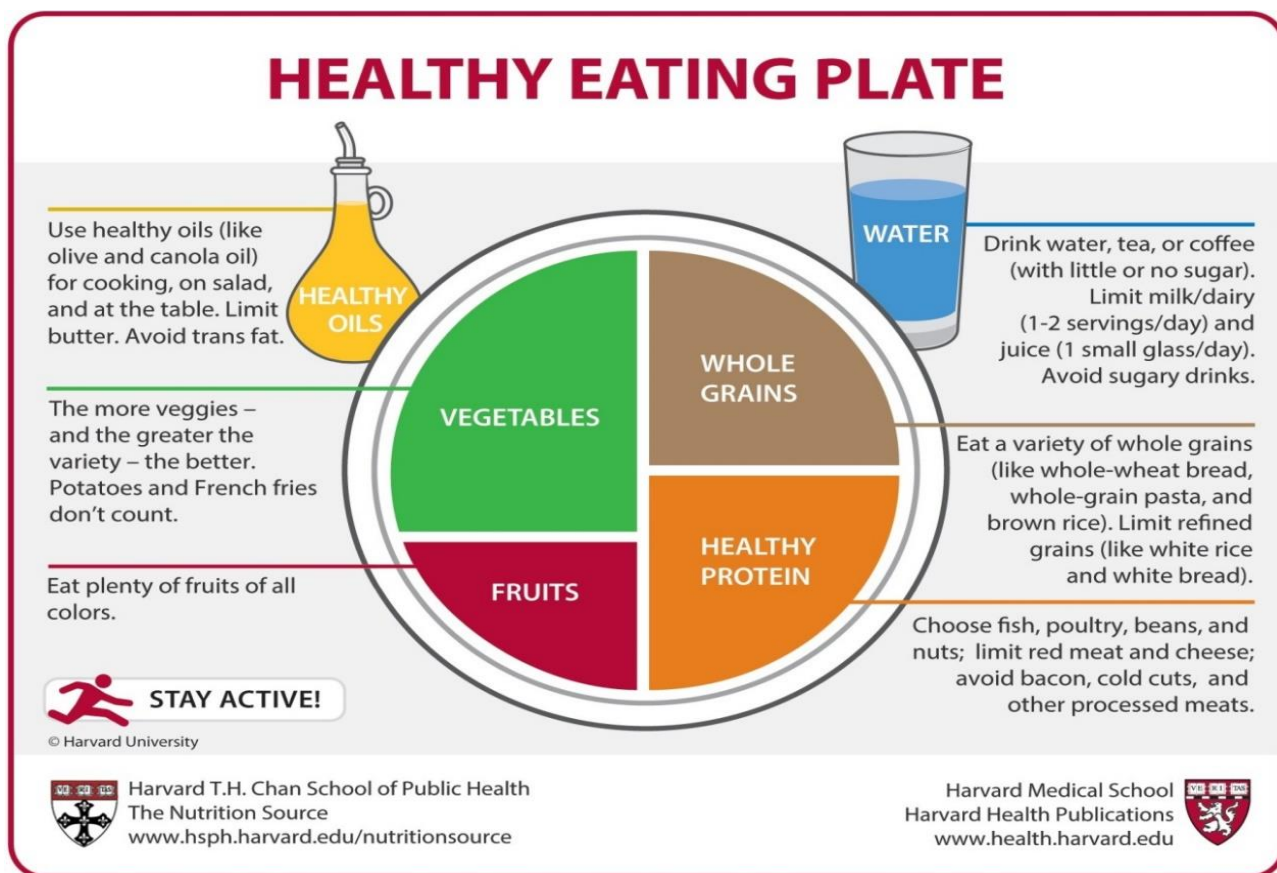 HEALTHY EATING PLATE
Use healthy oils (like
olive and canola oil)
for cooking, on salad,
and at the table. Limit
butter. Avoid trans fat.
HEALTHY
OILS
The more veggies –
and the greater the
variety – the better.
Potatoes and French fries
don’t count.
Eat plenty of fruits of all
colors.
VEGETABLES
FRUITS
WHOLE
GRAINS
HEALTHY
PROTEIN
WATER
Drink water, tea, or coffee
(with little or no sugar).
Limit milk/dairy
(1-2 servings/day) and
juice (1 small glass/day).
Avoid sugary drinks.
Eat a variety of whole grains
(like whole-wheat bread,
whole-grain pasta, and
brown rice). Limit refined
grains (like white rice
and white bread).
Choose fish, poultry, beans, and
nuts; limit red meat and cheese;
avoid bacon, cold cuts, and
other processed meats.
STAY ACTIVE!
© Harvard University
Harvard T.H. Chan School of Public Health
The Nutrition Source
www.hsph.harvard.edu/nutritionsource
Harvard Medical School
Harvard Health Publications
www.health.harvard.edu
VE RI TAS